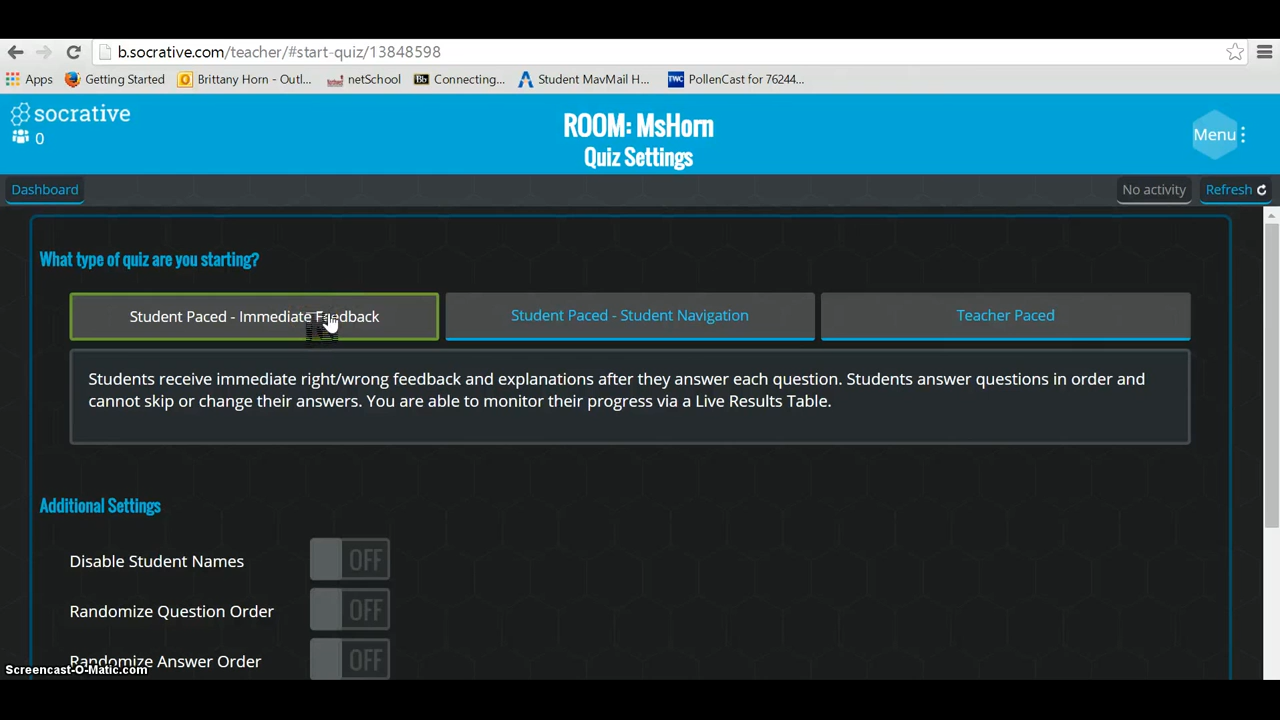 b.socrative.com/teacher/#start-quiz/13848598
Apps Getting Started Brittany Horn - Outl... netSchool Bb Connecting... Student MavMail H... TWC PollenCast for 76244...
socrative
0
ROOM: MsHorn
Quiz Settings
Menu
Dashboard
No activity
Refresh
What type of quiz are you starting?
Student Paced - Immediate Feedback
Student Paced - Student Navigation
Teacher Paced
Students receive immediate right/wrong feedback and explanations after they answer each question. Students answer questions in order and
cannot skip or change their answers. You are able to monitor their progress via a Live Results Table.
Additional Settings
Disable Student Names OFF
Randomize Question Order OFF
Randomize Answer Order OFF
Screencast-O-Matic.com